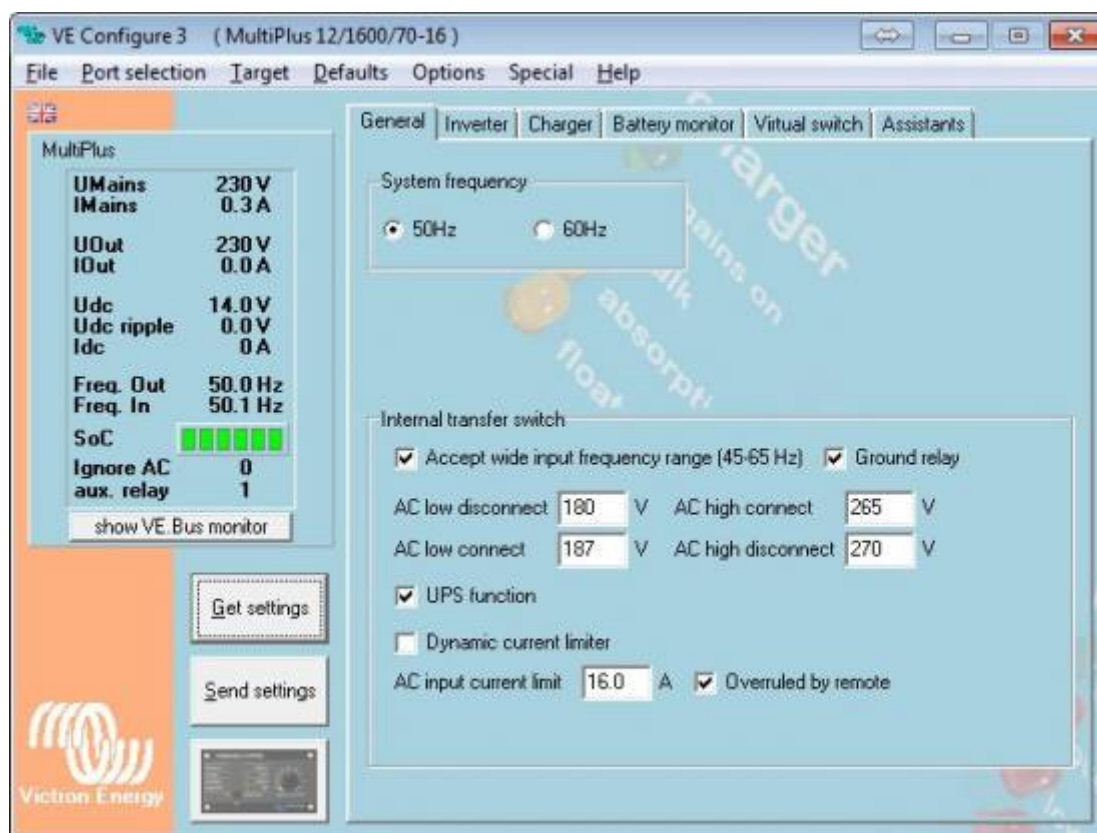 VE Configure 3 ( MultiPlus 12/1600/70-16 )
File Port selection Target Defaults Options Special Help
MultiPlus
UMains 230 V
IMains 0.3 A
UOut 230 V
IOut 0.0 A
Udc 14.0 V
Udc ripple 0.0 V
Idc 0 A
Freq. Out 50.0 Hz
Freq. In 50.1 Hz
SoC
Ignore AC 0
aux. relay 1
show VE.Bus monitor
Get settings
Send settings
Victron Energy
General Inverter Charger Battery monitor Virtual switch Assistants
charger
mains on
bulk
absorpti
float
System frequency
50Hz 60Hz
Internal transfer switch
Accept wide input frequency range (45-65 Hz) Ground relay
AC low disconnect 180 V AC high connect 265 V
AC low connect 187 V AC high disconnect 270 V
UPS function
Dynamic current limiter
AC input current limit 16.0 A Overruled by remote